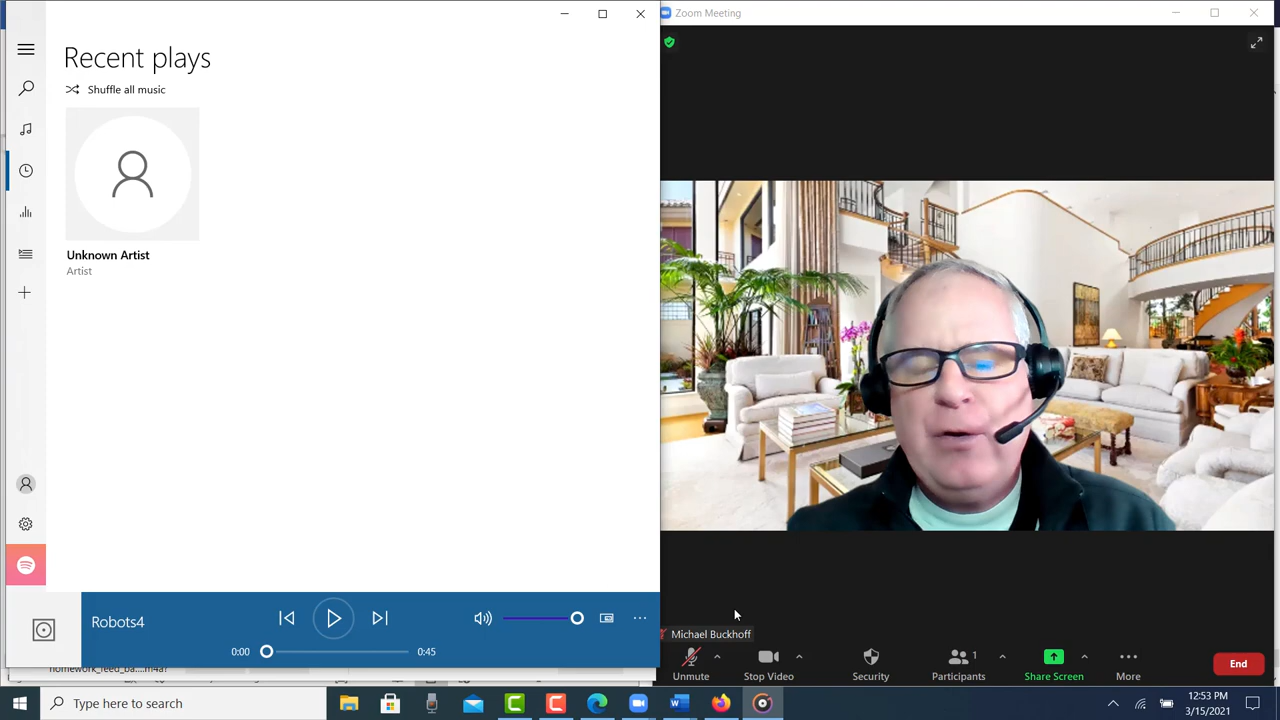 Recent plays
Shuffle all music
Unknown Artist
Artist
Robots4
0:00
0:45
Zoom Meeting
Michael Buckhoff
Unmute
Stop Video
Security
1
Participants
Share Screen
More
End
Type here to search
12:53 PM
3/15/2021